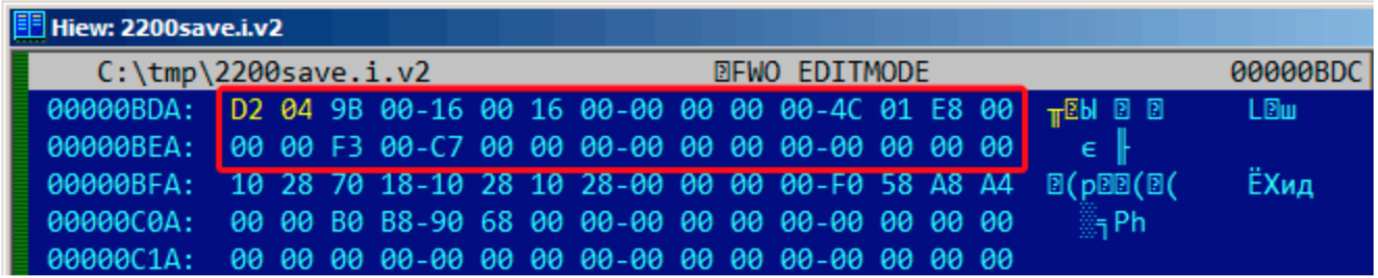 Hiew: 2200save.i.v2
C:\tmp\2200save.i.v2 FWO EDITMODE 00000BDC
00000BDA: D2 04 9B 00-16 00 16 00-00 00 00 00-4C 01 E8 00 ╥ Ы L ш
00000BEA: 00 00 F3 00-C7 00 00 00-00 00 00 00-00 00 00 00 є ╟
00000BFA: 10 28 70 18-10 28 10 28-00 00 00 00-F0 58 A8 A4 (p ( ( ЁXид
00000C0A: 00 00 B0 B8-90 68 00 00-00 00 00 00-00 00 00 00 ░╕Рh
00000C1A: 00 00 00 00-00 00 00 00-00 00 00 00-00 00 00 00